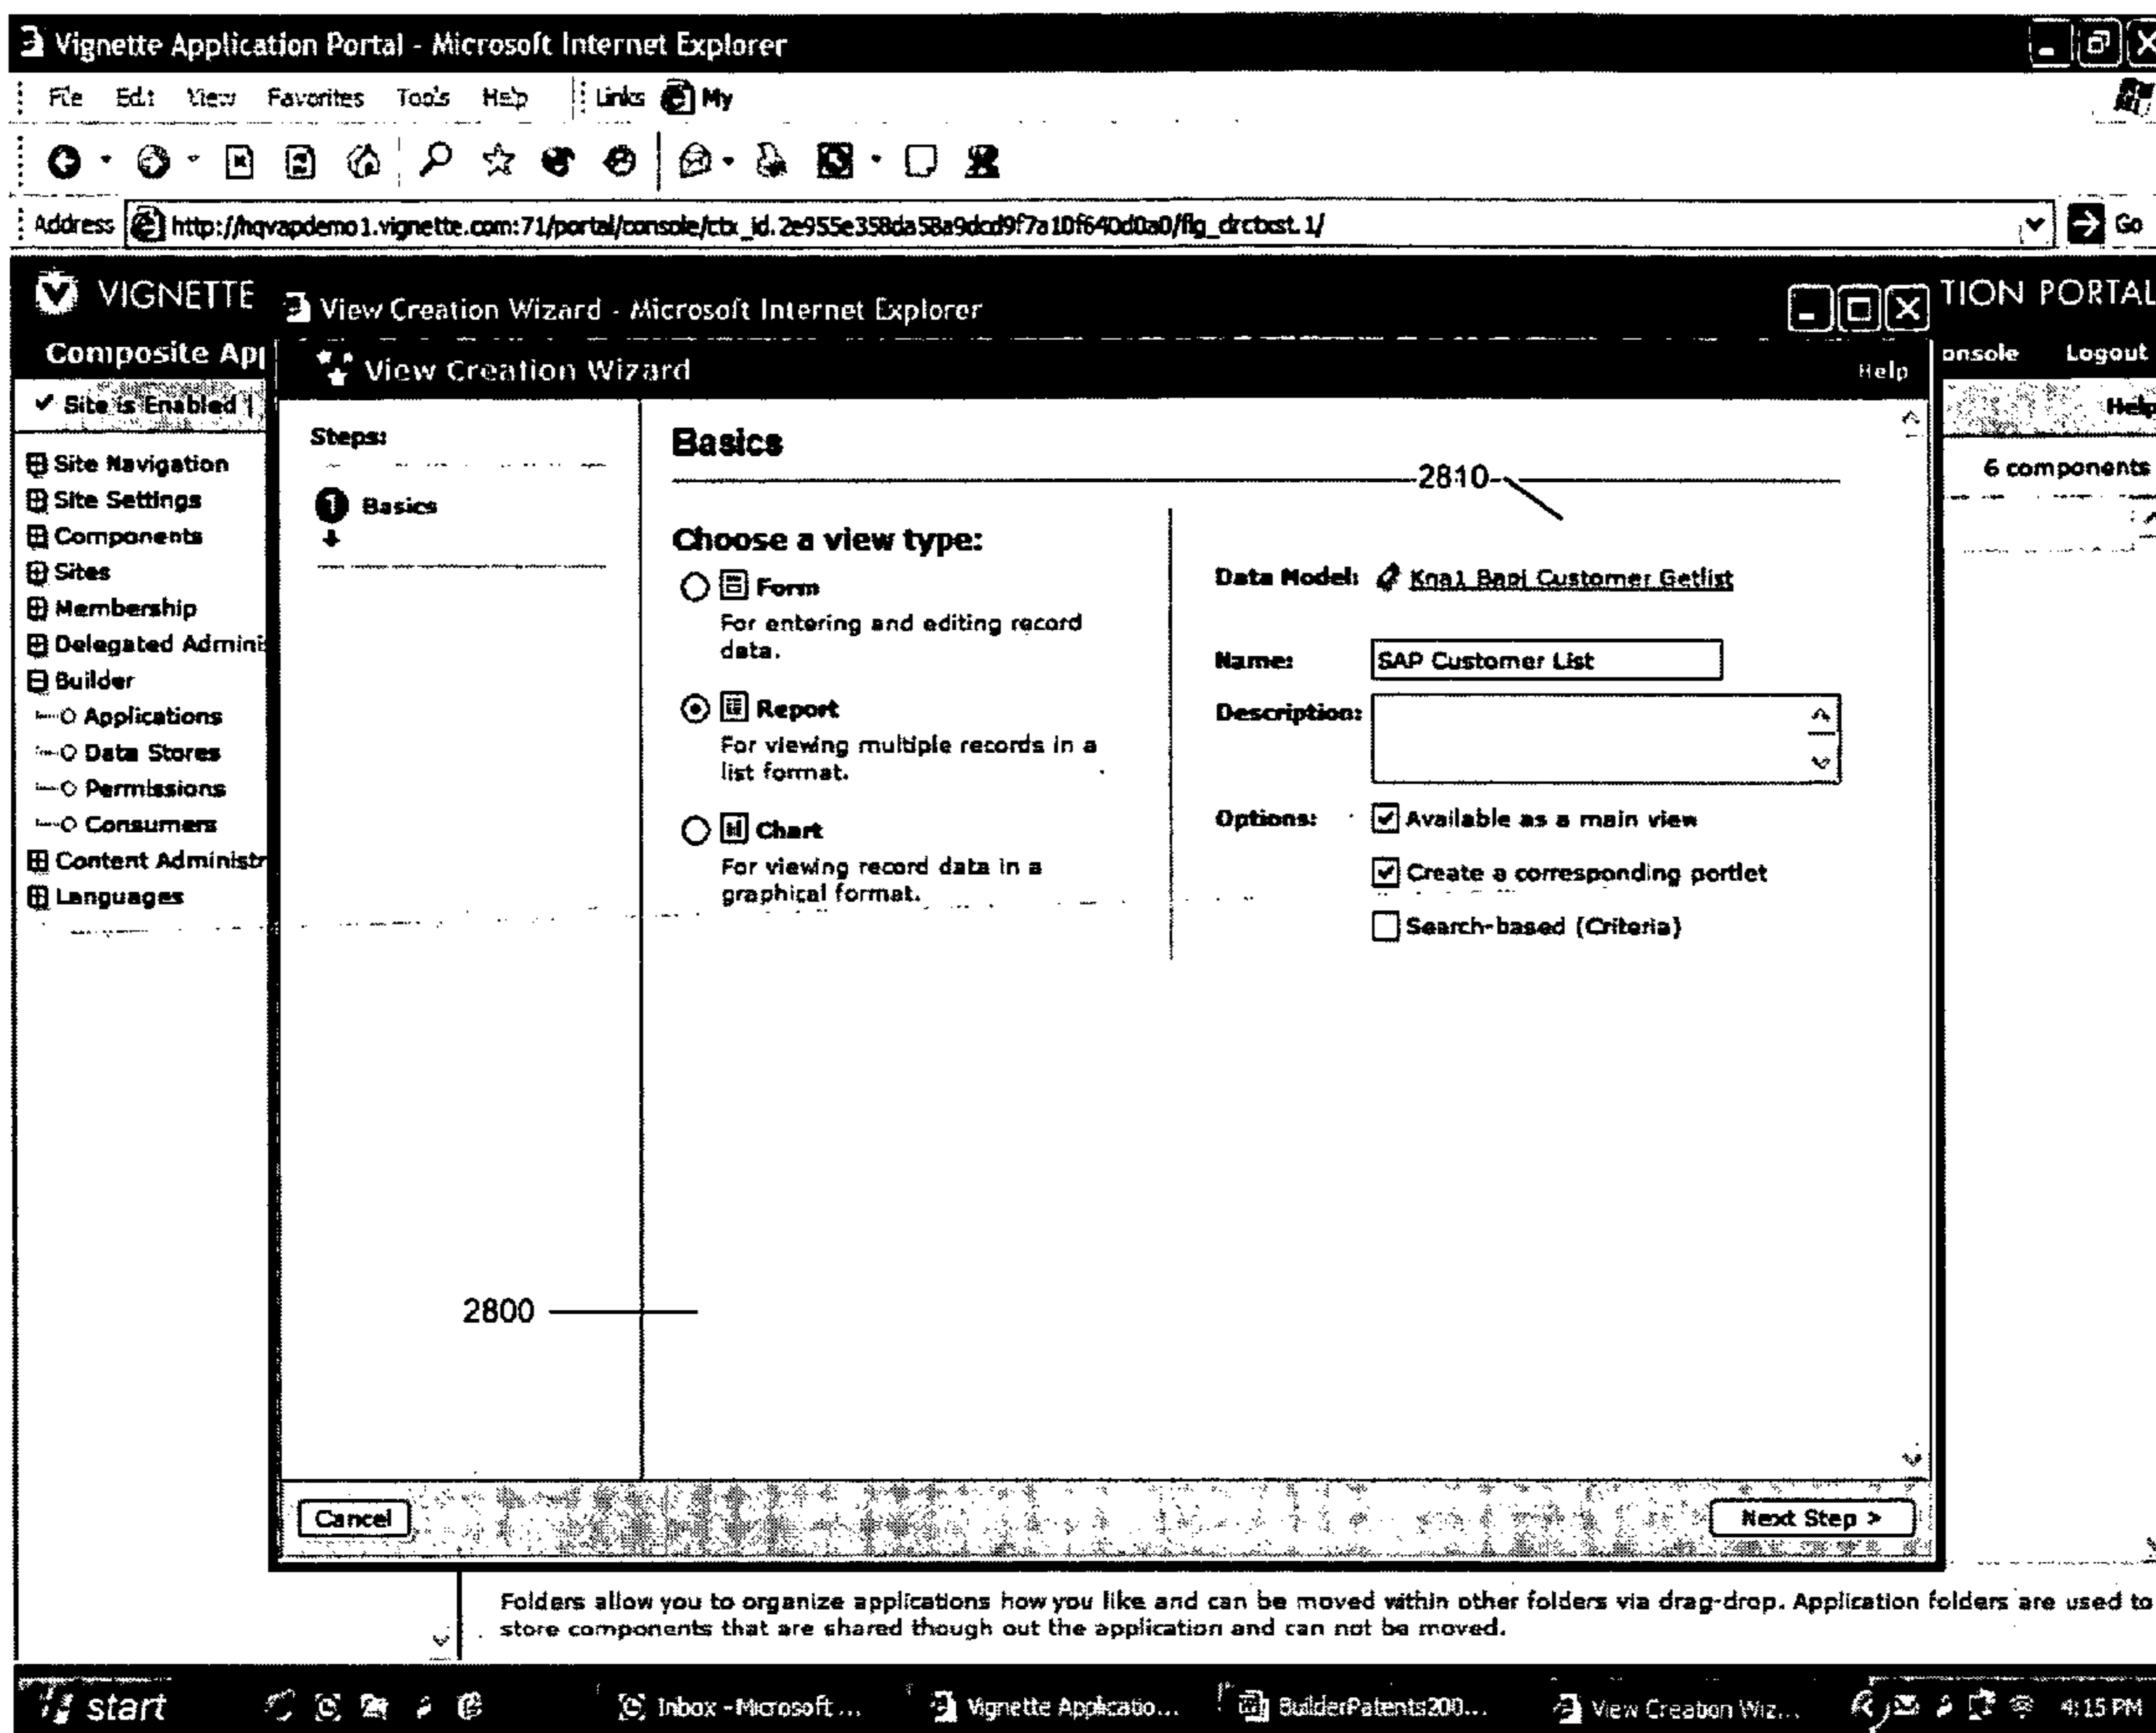 Vignette Application Portal - Microsoft Internet Explorer
File Edit View Favorites Tools Help Links My
Address http://hqvapdemo1.vignette.com:71/portal/console/ctx_id.2e955e358da58a9dcd9f7a10f640d0a0/flg_drctxst.1/ Go
VIGNETTE TION PORTAL
View Creation Wizard - Microsoft Internet Explorer
Composite App onsole Logout
View Creation Wizard Help
Site is Enabled | Help
6 components
Site Navigation
Site Settings
Components
Sites
Membership
Delegated Adminis
Builder
Applications
Data Stores
Permissions
Consumers
Content Administr
Languages
Steps:
1 Basics
Basics
2810
Choose a view type:
Form
For entering and editing record
data.
Report
For viewing multiple records in a
list format.
Chart
For viewing record data in a
graphical format.
Data Model: Kna1 Bapi Customer Getlist
Name: SAP Customer List
Description:
Options: Available as a main view
Create a corresponding portlet
Search-based (Criteria)
2800
Cancel Next Step >
Folders allow you to organize applications how you like and can be moved within other folders via drag-drop. Application folders are used to
store components that are shared though out the application and can not be moved.
start Inbox - Microsoft ... Vignette Applicatio... BuilderPatents200... View Creation Wiz... 4:15 PM